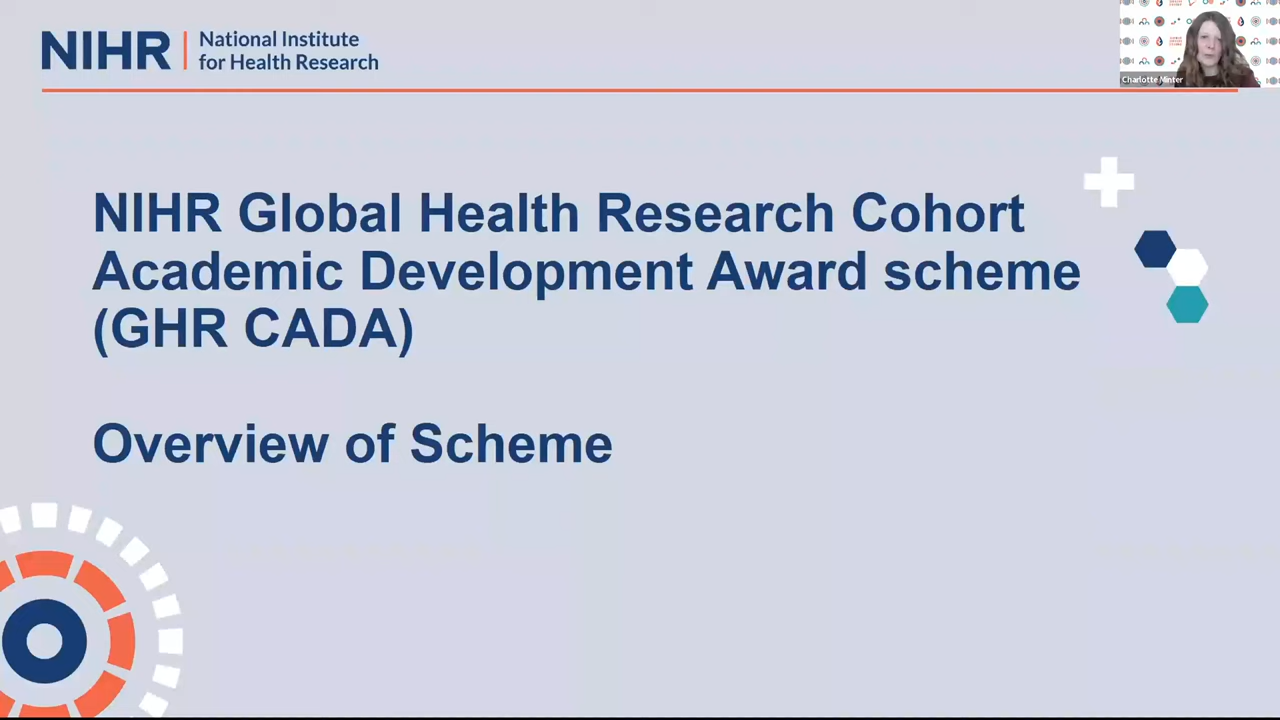 NIHR | National Institute
for Health Research
Charlotte Minter
NIHR Global Health Research Cohort
Academic Development Award scheme
(GHR CADA)
Overview of Scheme